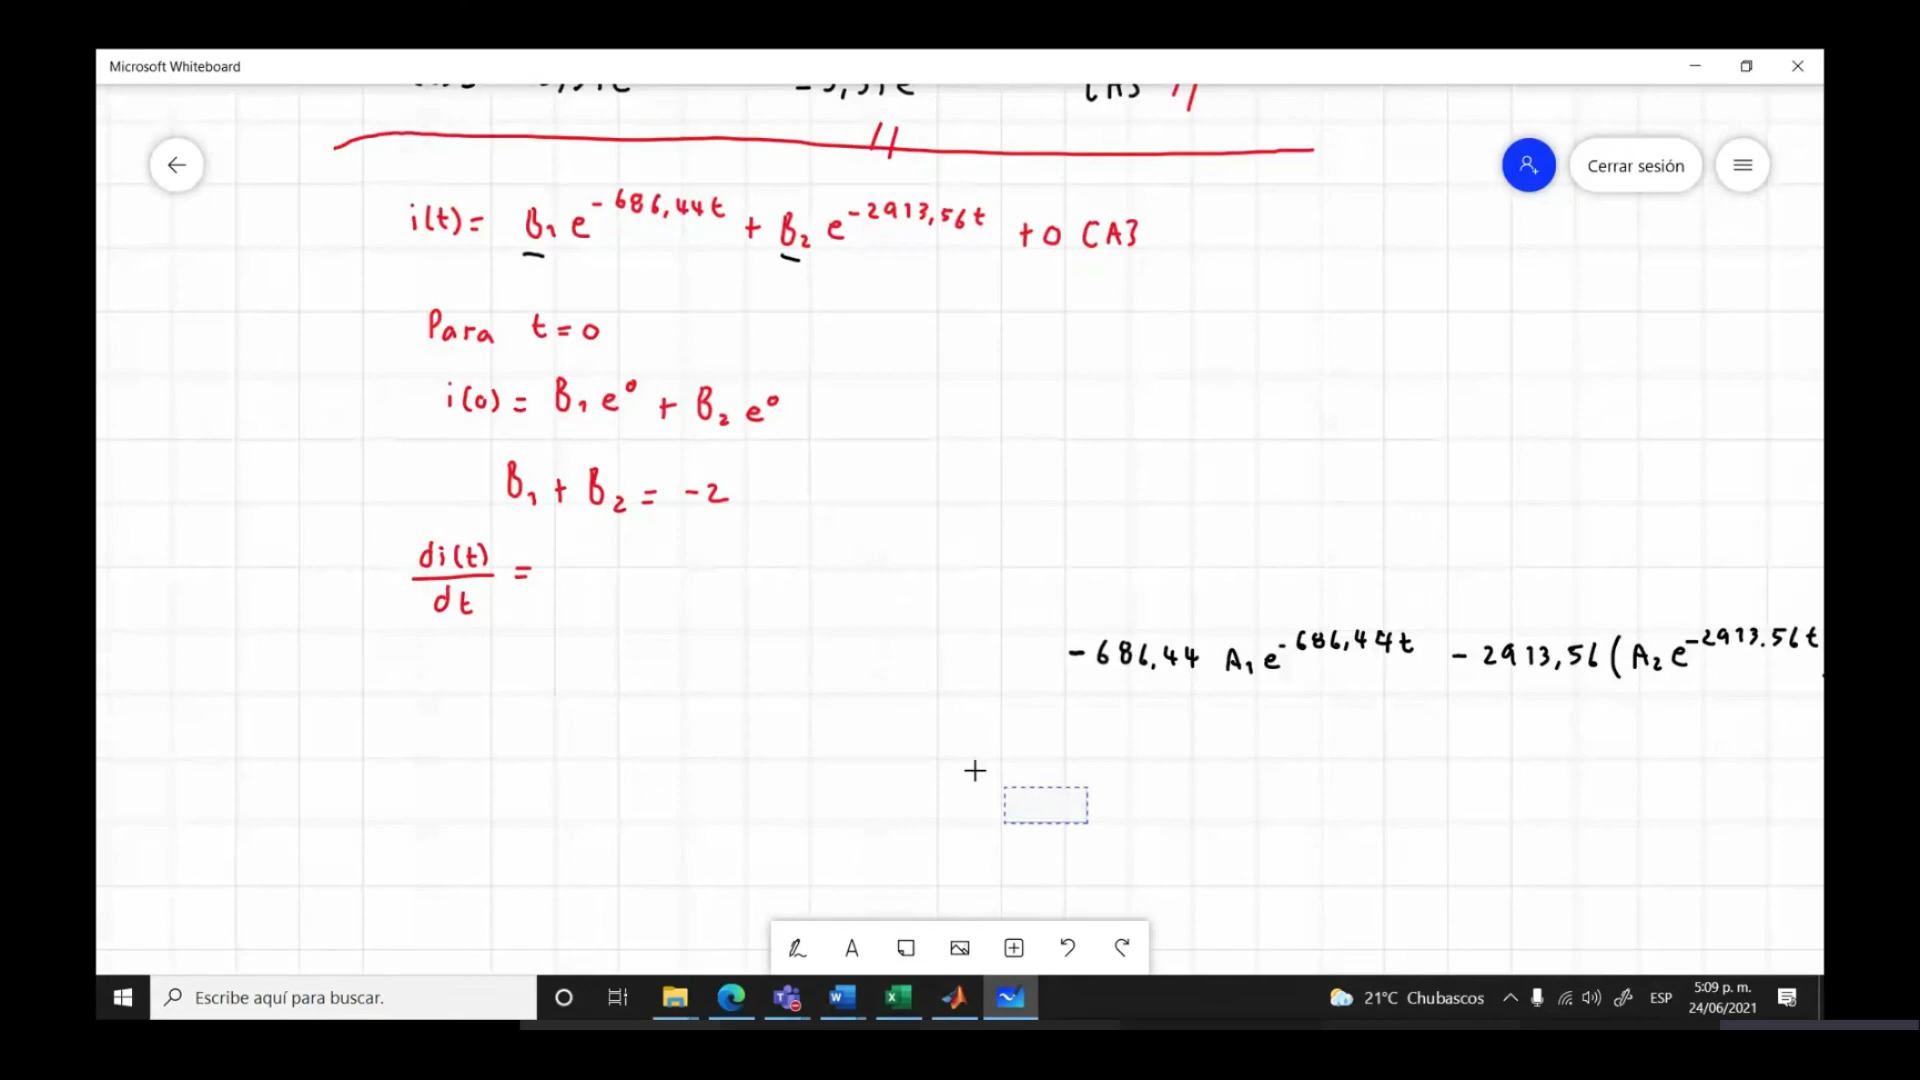 Microsoft Whiteboard
[A] //
Cerrar sesión
i(t) = B₁ e^-686,44t + B₂ e^-2913,56t + 0 [A]
Para t = 0
i(0) = B₁ e⁰ + B₂ e⁰
B₁ + B₂ = -2
di(t)/dt =
- 686,44 A₁ e^-686,44t - 2913,56 ( A₂ e^-2913.56t
Escribe aquí para buscar.
21°C Chubascos
ESP
5:09 p. m.
24/06/2021